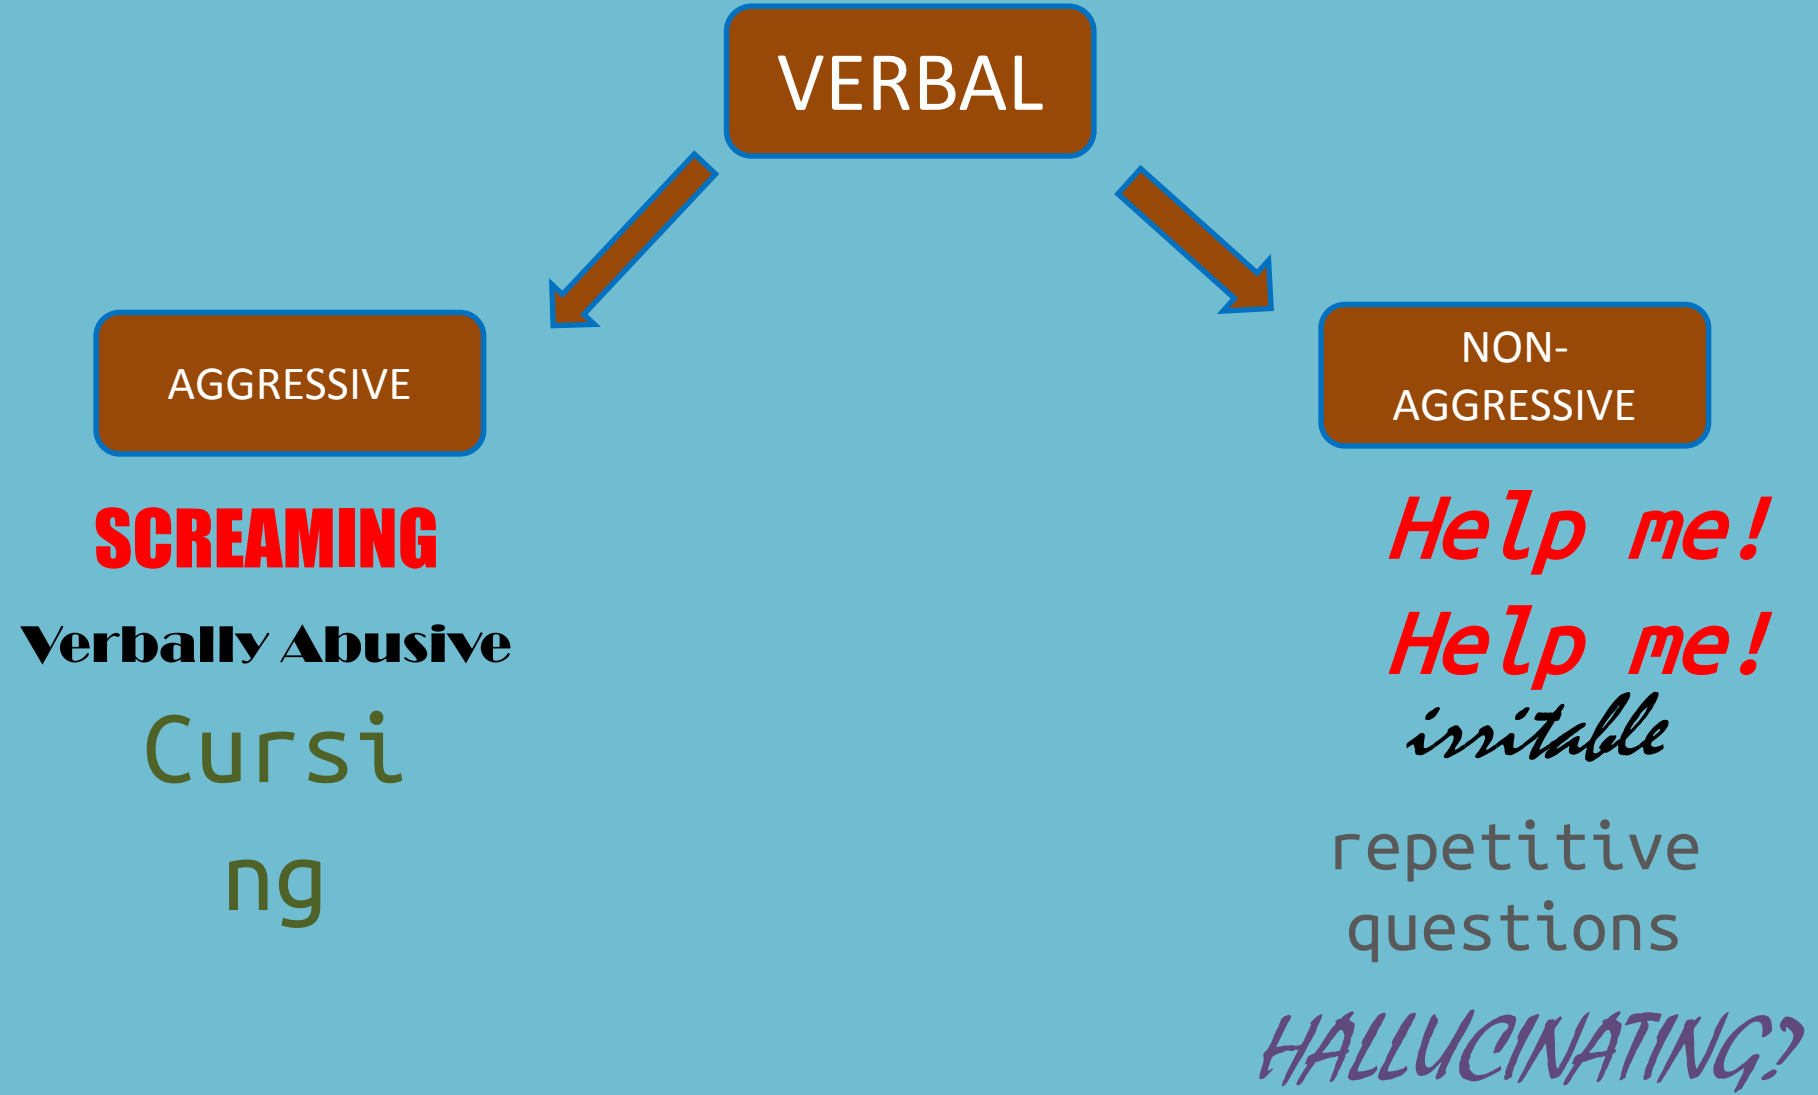 VERBAL
AGGRESSIVE
SCREAMING
Verbally Abusive
Cursi
ng
NON-
AGGRESSIVE
Help me!
Help me!
irritable
repetitive
questions
HALLUCINATING?